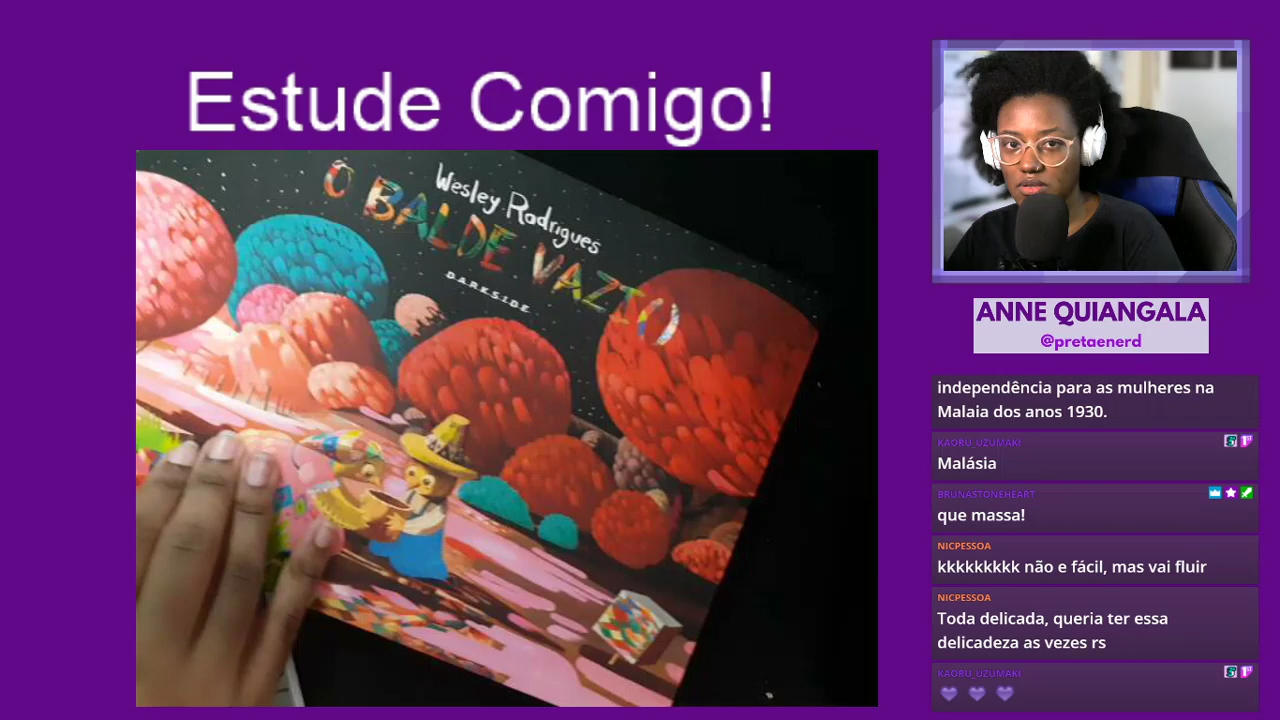 Estude Comigo!
Wesley Rodrigues
O BALDE VAZIO
DARKSIDE
ANNE QUIANGALA
@pretaenerd
independência para as mulheres na
Malaia dos anos 1930.
KAORU_UZUMAKI
Malásia
BRUNASTONEHEART
que massa!
NICPESSOA
kkkkkkkkk não e fácil, mas vai fluir
NICPESSOA
Toda delicada, queria ter essa
delicadeza as vezes rs
KAORU_UZUMAKI